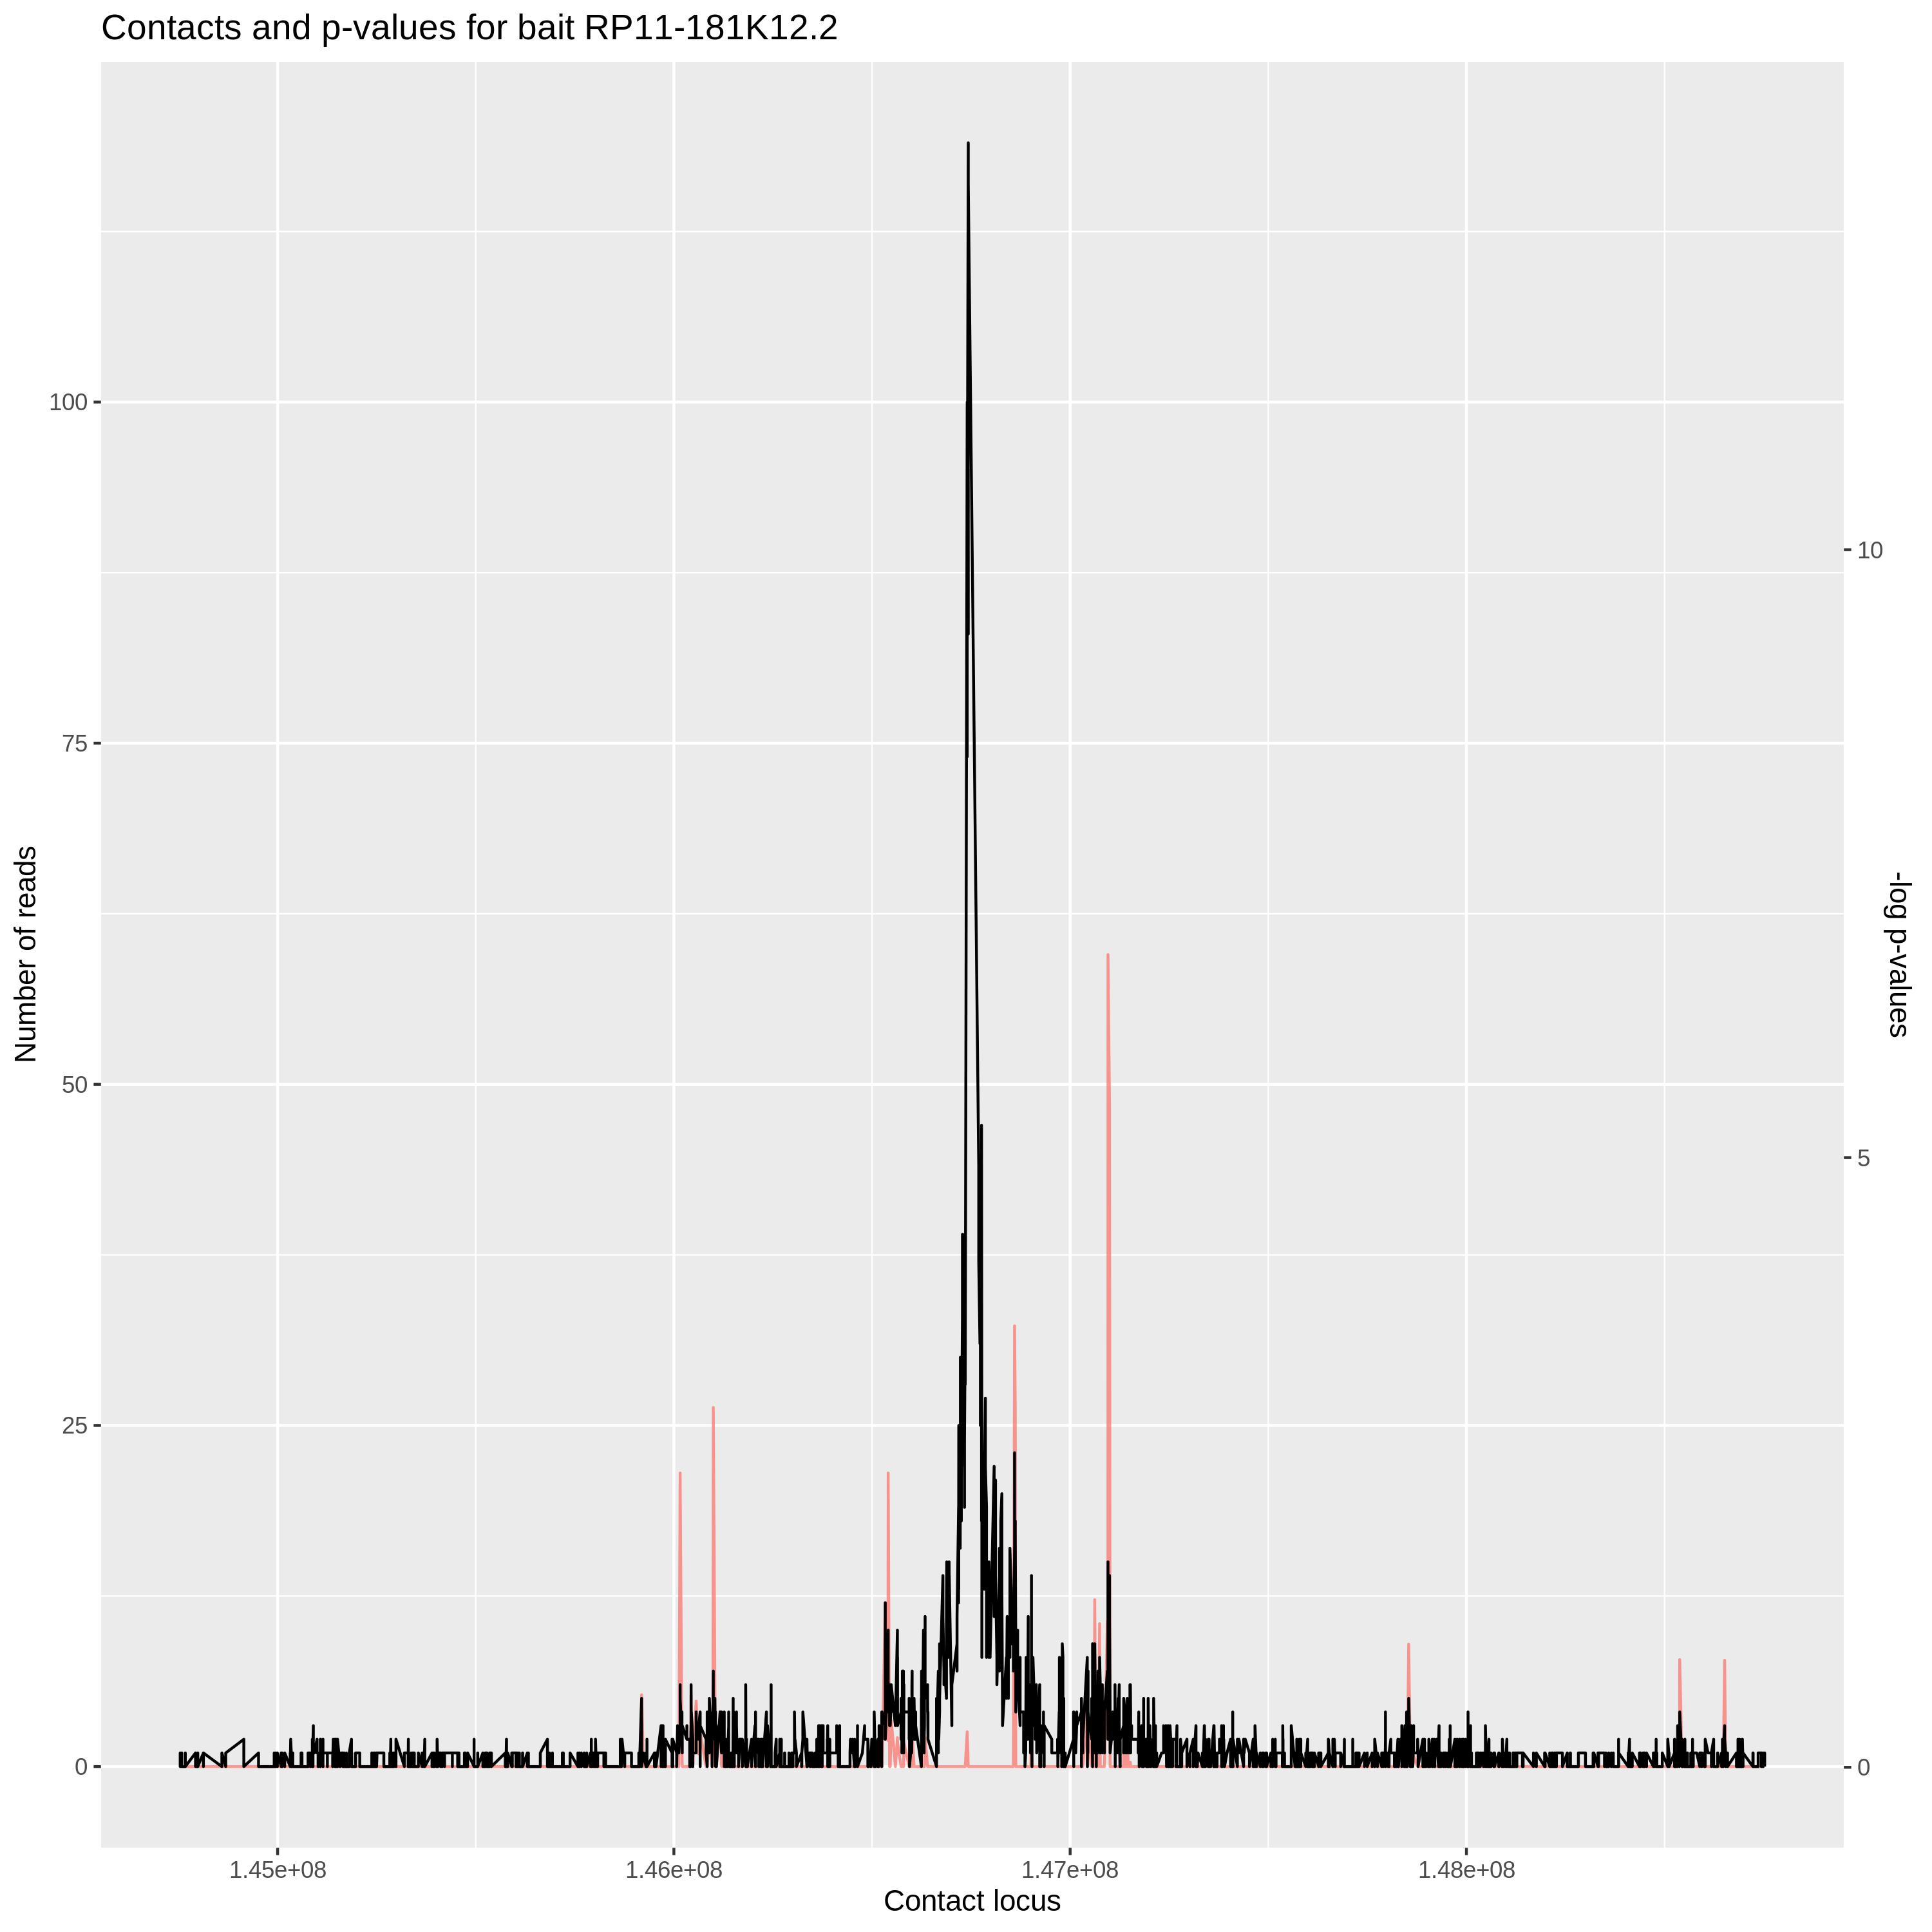 Contacts and p-values for bait RP11-181K12.2
Number of reads
100
75
50
25
0
10
5
0
-log p-values
1.45e+08
1.46e+08
1.47e+08
1.48e+08
Contact locus